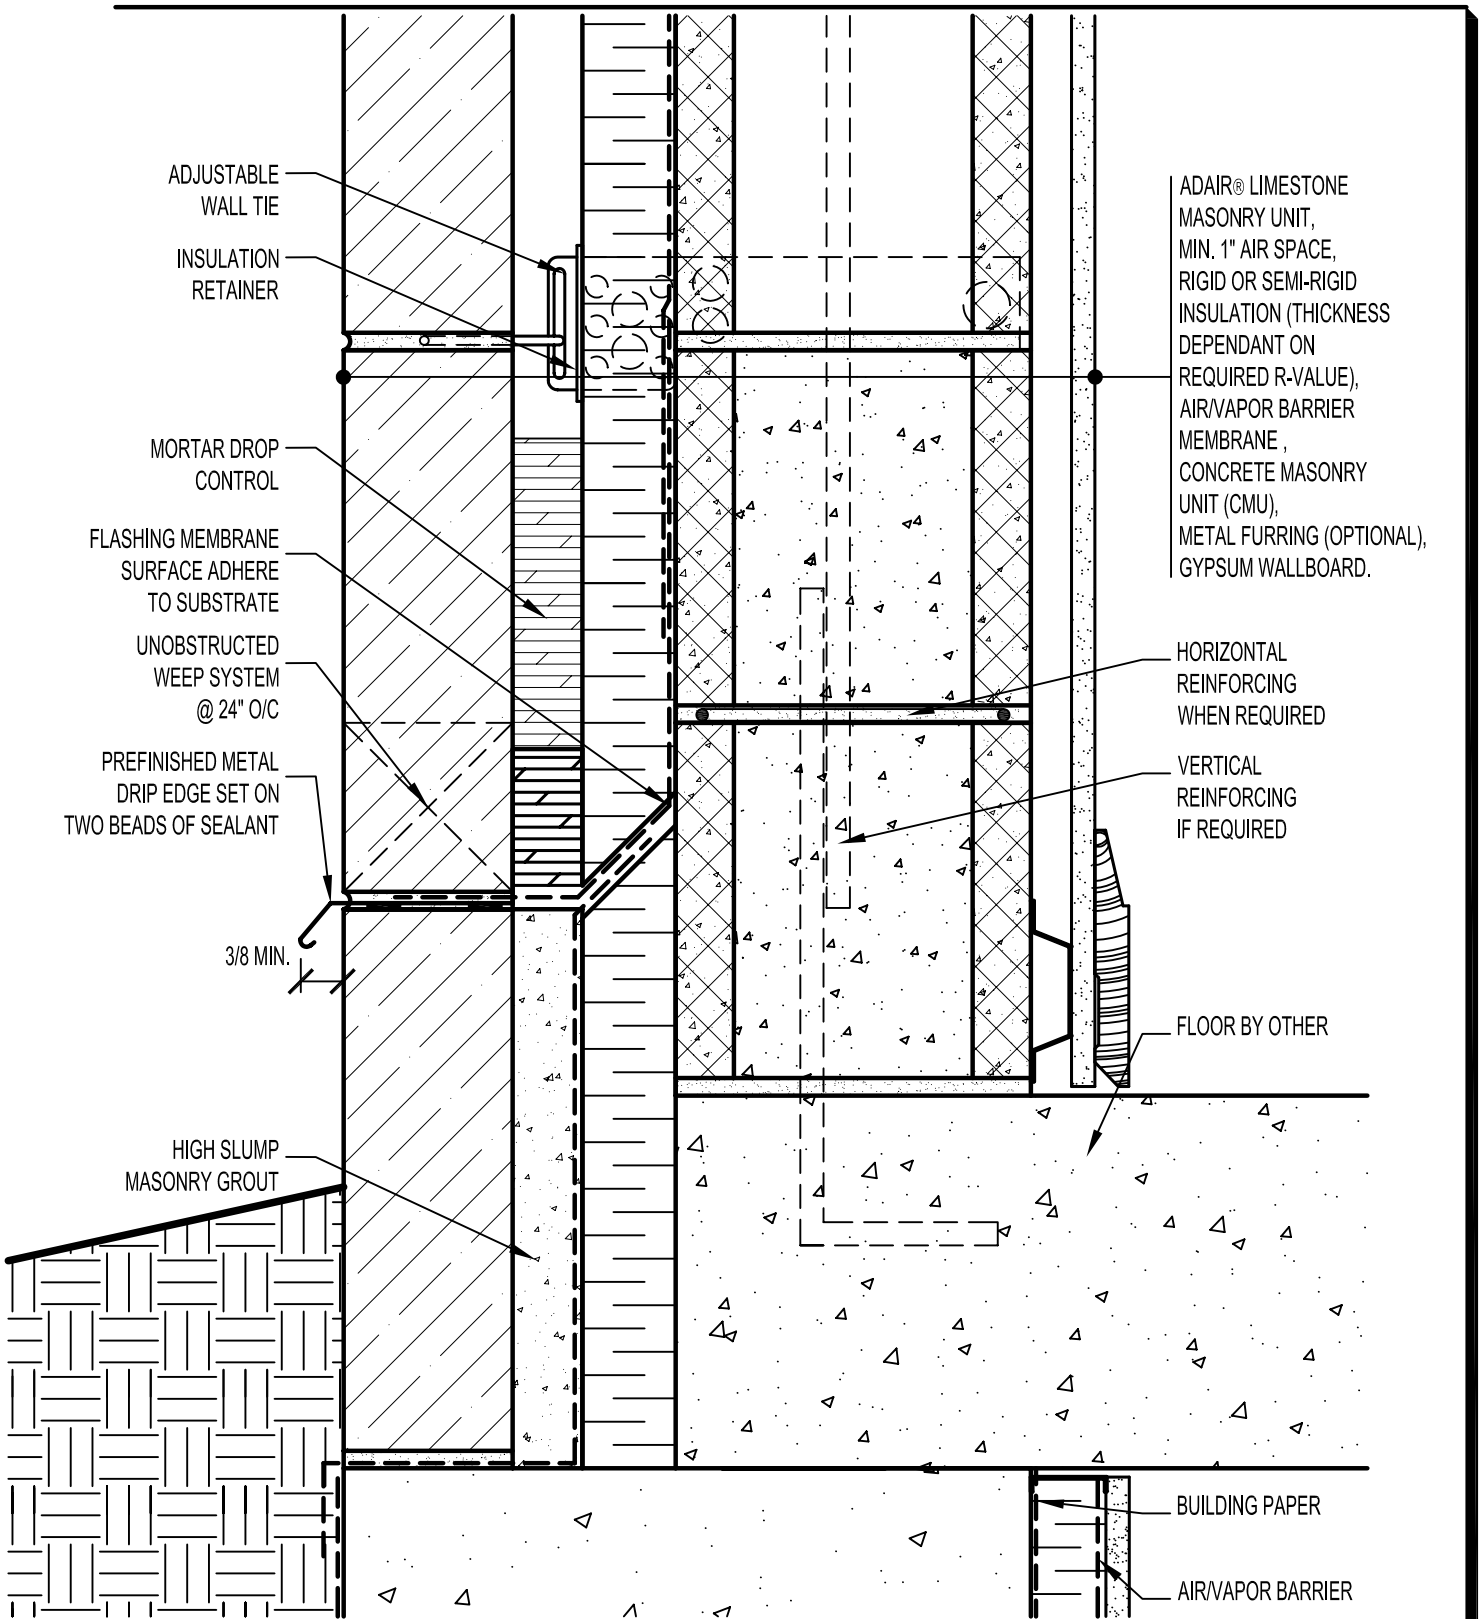 ADJUSTABLE
WALL TIE
INSULATION
RETAINER
MORTAR DROP
CONTROL
FLASHING MEMBRANE
SURFACE ADHERE
TO SUBSTRATE
UNOBSTRUCTED
WEEP SYSTEM
@ 24" O/C
PREFINISHED METAL
DRIP EDGE SET ON
TWO BEADS OF SEALANT
3/8 MIN.
HIGH SLUMP
MASONRY GROUT
ADAIR® LIMESTONE
MASONRY UNIT,
MIN. 1" AIR SPACE,
RIGID OR SEMI-RIGID
INSULATION (THICKNESS
DEPENDANT ON
REQUIRED R-VALUE),
AIR/VAPOR BARRIER
MEMBRANE ,
CONCRETE MASONRY
UNIT (CMU),
METAL FURRING (OPTIONAL),
GYPSUM WALLBOARD.
HORIZONTAL
REINFORCING
WHEN REQUIRED
VERTICAL
REINFORCING
IF REQUIRED
FLOOR BY OTHER
BUILDING PAPER
AIR/VAPOR BARRIER